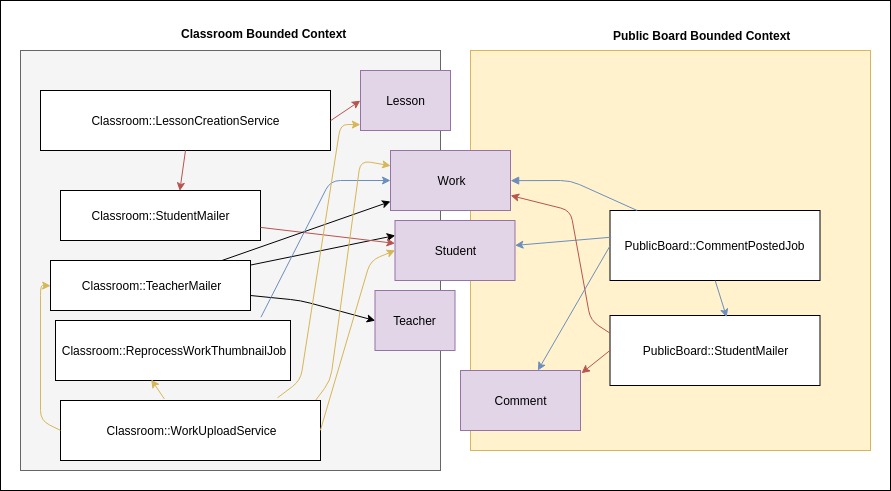 Classroom Bounded Context
Public Board Bounded Context
Lesson
Classroom::LessonCreationService
Work
Classroom::StudentMailer
Student
PublicBoard::CommentPostedJob
Classroom::TeacherMailer
Teacher
Classroom::ReprocessWorkThumbnailJob
PublicBoard::StudentMailer
Comment
Classroom::WorkUploadService